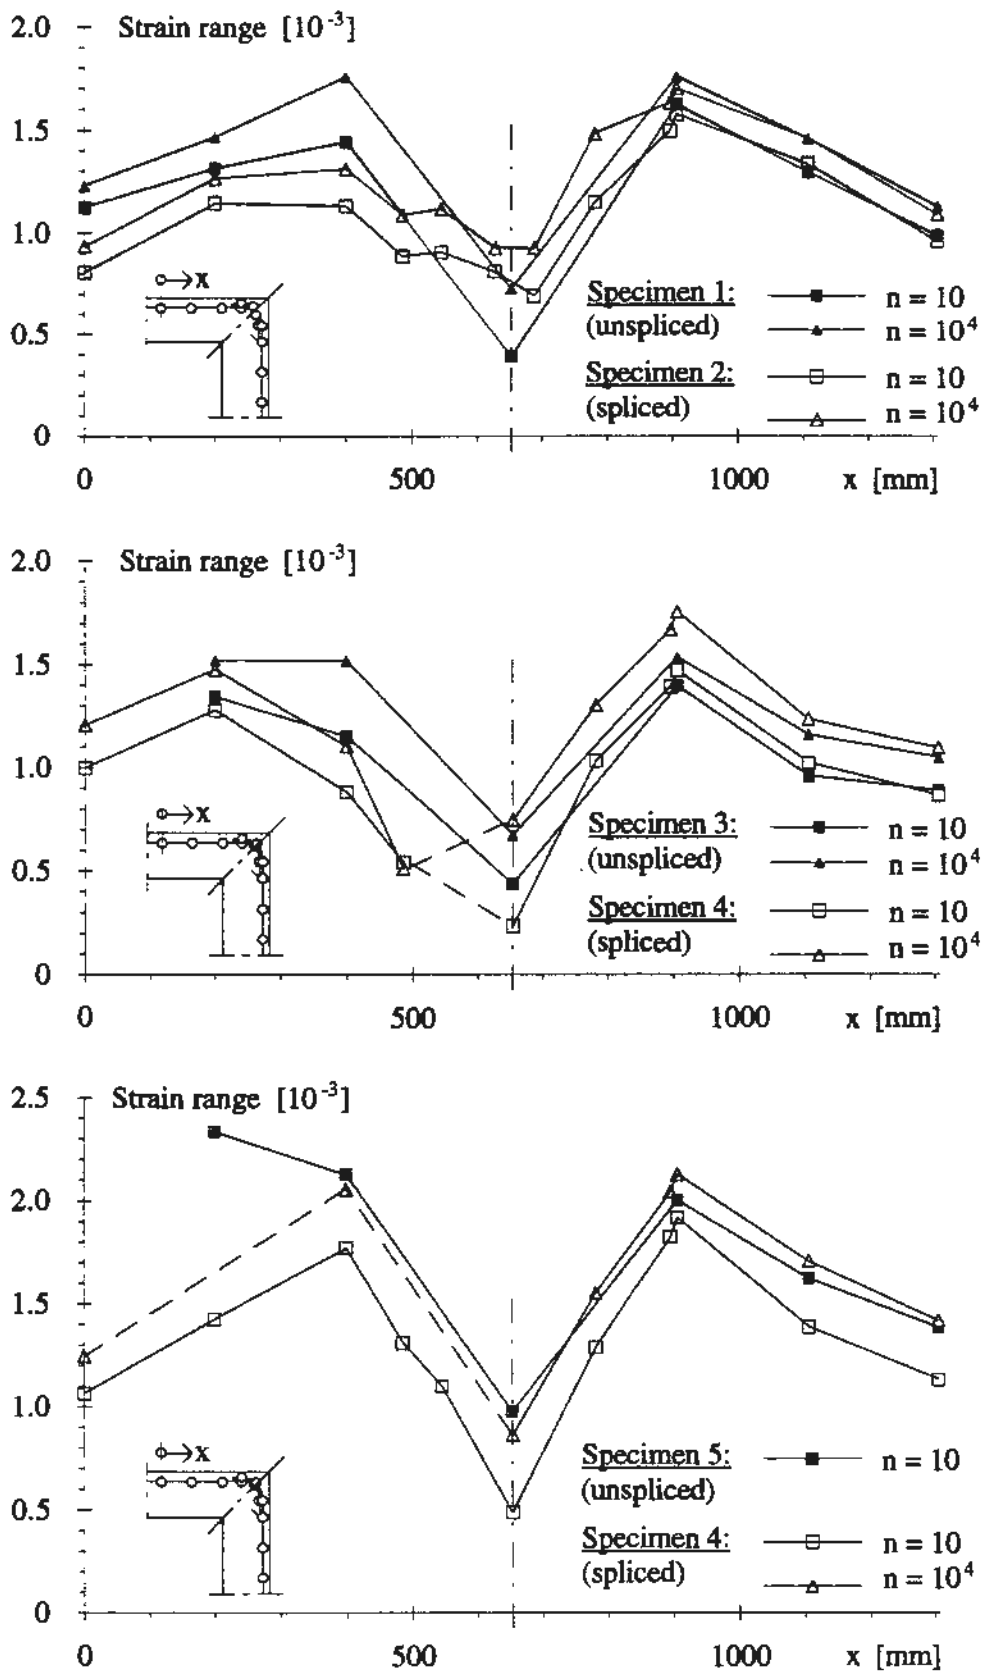 2.0 Strain range [10⁻³]
1.5
1.0
x
Specimen 1: n = 10
(unspliced) n = 10⁴
0.5
Specimen 2: n = 10
(spliced) n = 10⁴
0
0 500 1000 x [mm]
2.0 Strain range [10⁻³]
1.5
1.0
x
Specimen 3: n = 10
(unspliced) n = 10⁴
0.5
Specimen 4: n = 10
(spliced) n = 10⁴
0
0 500 1000 x [mm]
2.5 Strain range [10⁻³]
2.0
1.5
1.0
x
Specimen 5: n = 10
(unspliced)
0.5
Specimen 4: n = 10
(spliced) n = 10⁴
0
0 500 1000 x [mm]